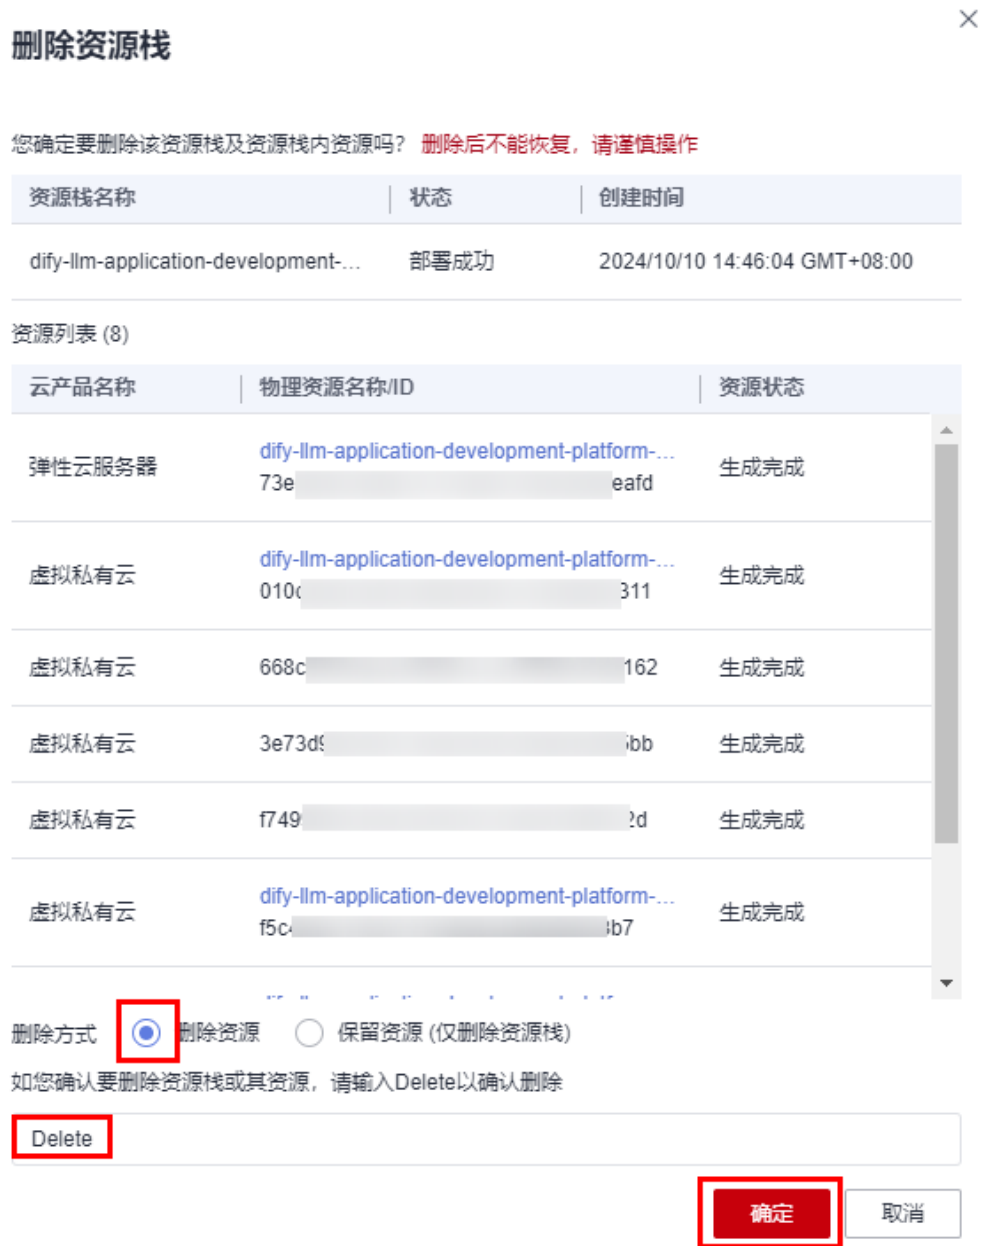 删除资源栈
您确定要删除该资源栈及资源栈内资源吗？ 删除后不能恢复，请谨慎操作
资源栈名称 状态 创建时间
dify-llm-application-development-... 部署成功 2024/10/10 14:46:04 GMT+08:00
资源列表 (8)
云产品名称 物理资源名称/ID 资源状态
dify-llm-application-development-platform-...
弹性云服务器 生成完成
73e eafd
dify-llm-application-development-platform-...
虚拟私有云 生成完成
010 311
虚拟私有云 668c 162 生成完成
虚拟私有云 3e73d9 bb 生成完成
虚拟私有云 f749 2d 生成完成
dify-llm-application-development-platform-...
虚拟私有云 生成完成
f5c b7
删除方式 删除资源 保留资源 (仅删除资源栈)
如您确认要删除资源栈或其资源，请输入Delete以确认删除
Delete
确定 取消